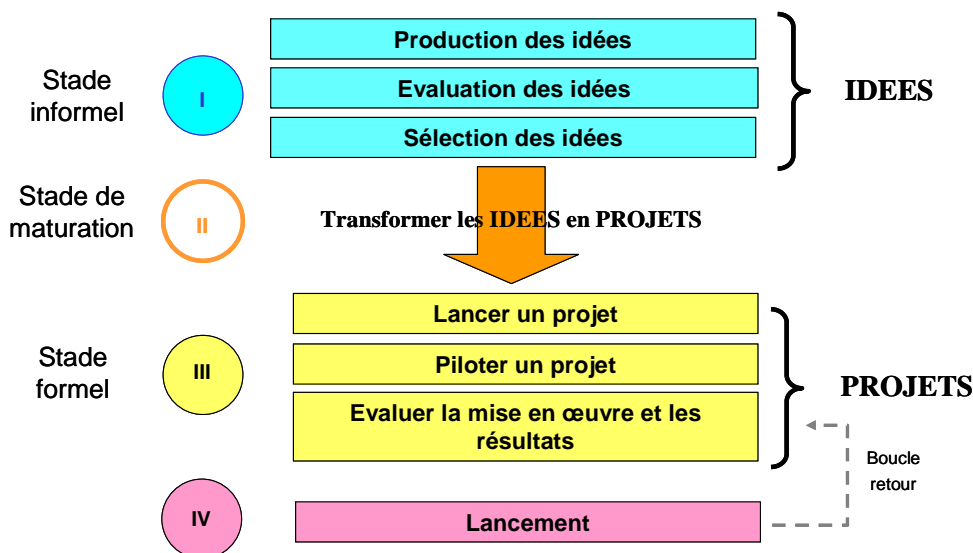 Production des idées
Stade
informel
I
Evaluation des idées
IDEES
Sélection des idées
Stade de
maturation
II
Transformer les IDEES en PROJETS
Lancer un projet
Stade
formel
III
Piloter un projet
PROJETS
Evaluer la mise en œuvre et les
résultats
Boucle
retour
IV
Lancement